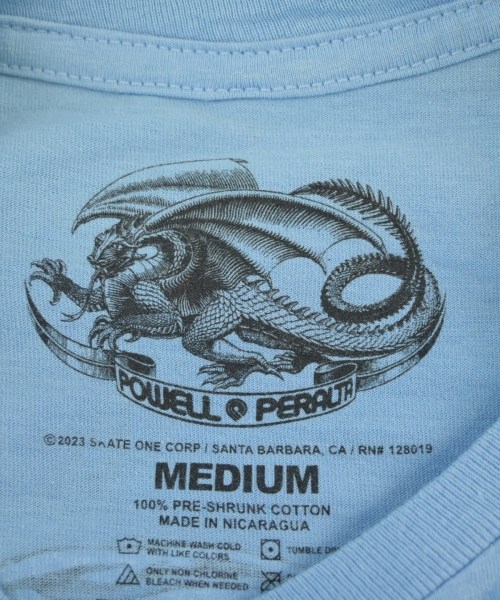 POWELL PERALTA
©2023 SKATE ONE CORP / SANTA BARBARA, CA / RN# 128019
MEDIUM
100% PRE-SHRUNK COTTON
MADE IN NICARAGUA
MACHINE WASH COLD
WITH LIKE COLORS
TUMBLE
ONLY NON-CHLORINE
BLEACH WHEN NEEDED